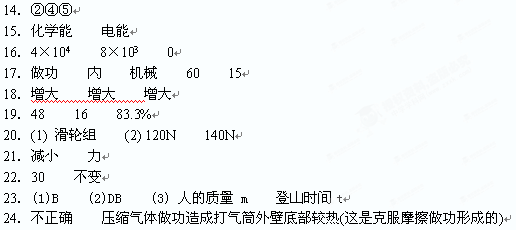 14. ②④⑤
15. 化学能 电能
16. 4×10⁴ 8×10³ 0
17. 做功 内 机械 60 15
18. 增大 增大 增大
19. 48 16 83.3%
20. (1) 滑轮组 (2) 120N 140N
21. 减小 力
22. 30 不变
23. (1)B (2)DB (3) 人的质量 m 登山时间 t
24. 不正确 压缩气体做功造成打气筒外壁底部较热(这是克服摩擦做功形成的)